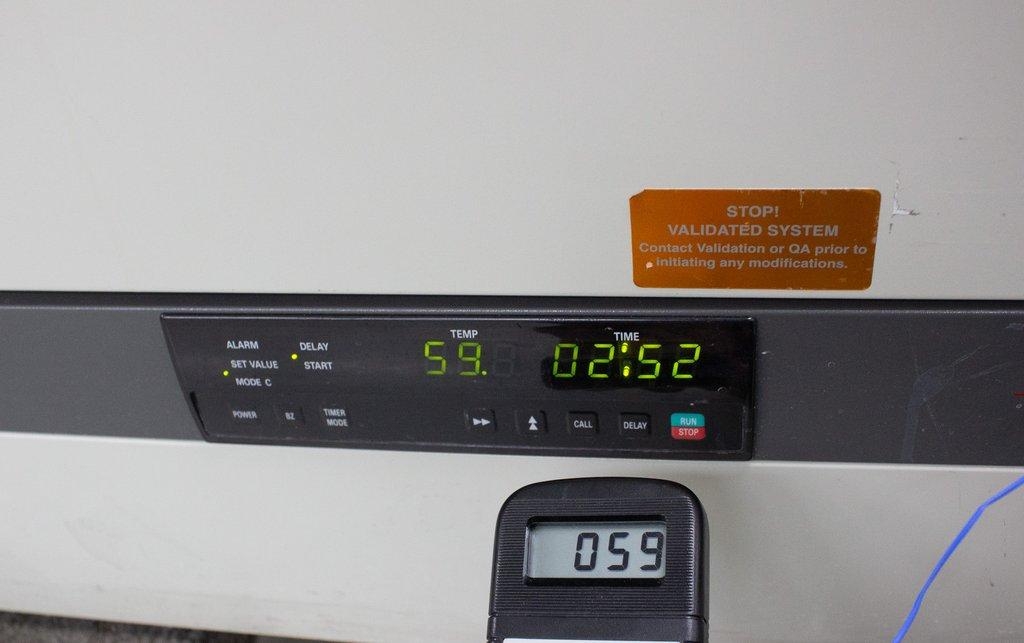 STOP!
VALIDATED SYSTEM
Contact Validation or QA prior to
initiating any modifications.
TEMP
TIME
ALARM
DELAY
SET VALUE
START
MODE C
59.
02:52
POWER
BZ
TIMER
MODE
CALL
DELAY
RUN
STOP
059